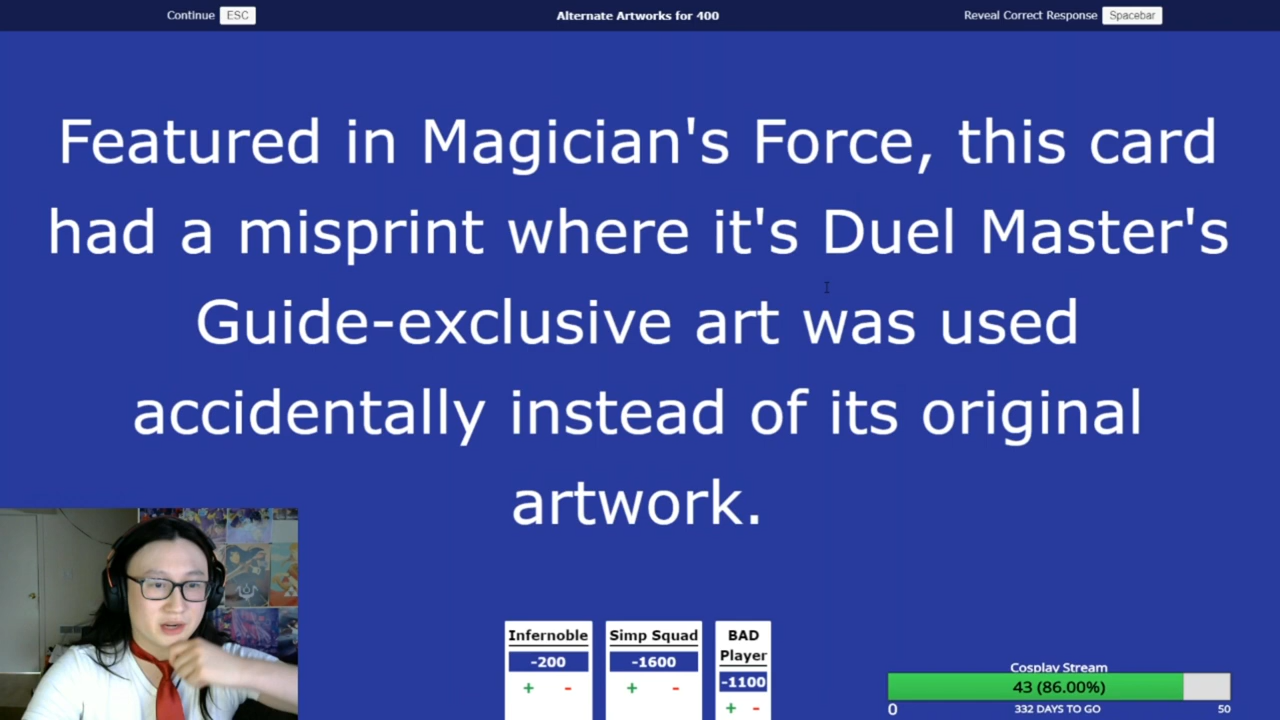 Continue ESC
Alternate Artworks for 400
Reveal Correct Response Spacebar
Featured in Magician's Force, this card
had a misprint where it's Duel Master's
Guide-exclusive art was used
accidentally instead of its original
artwork.
Infernoble
-200
+ -
Simp Squad
-1600
+ -
BAD
Player
-1100
+ -
Cosplay Stream
43 (86.00%)
0 332 DAYS TO GO 50